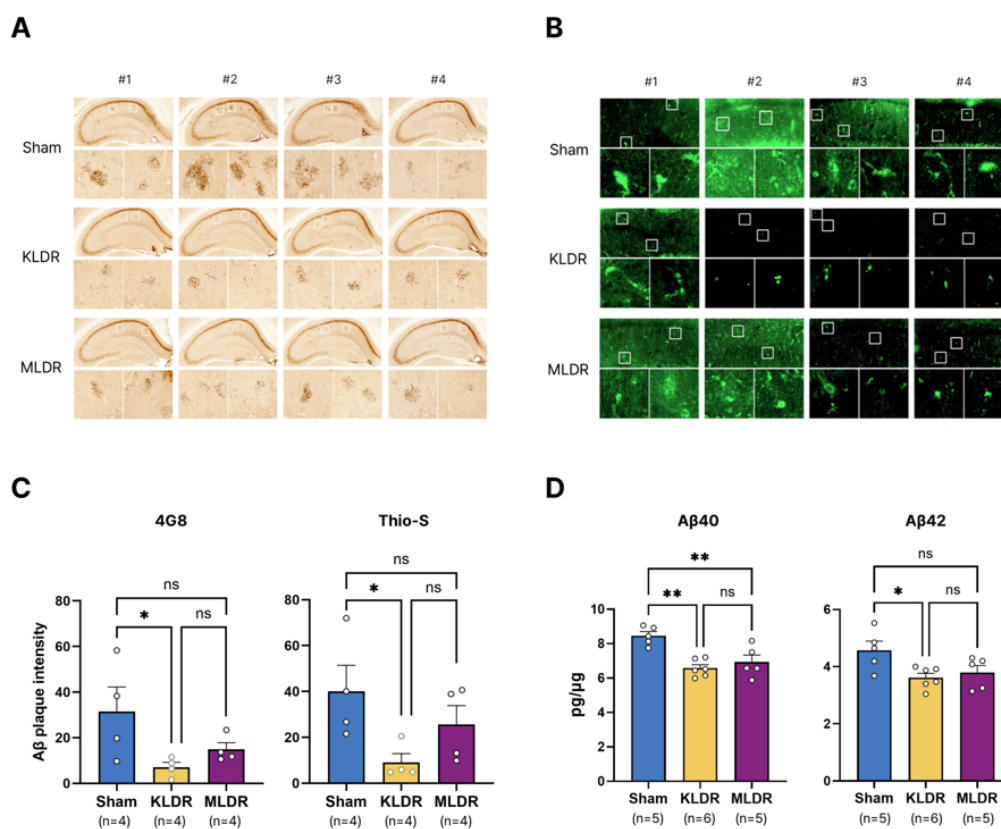 A
#1 #2 #3 #4
Sham
KLDR
MLDR
B
#1 #2 #3 #4
Sham
KLDR
MLDR
C
4G8
ns
* ns
80
60
40
20
0
Aβ plaque intensity
Sham KLDR MLDR
(n=4) (n=4) (n=4)
Thio-S
ns
* ns
80
60
40
20
0
Sham KLDR MLDR
(n=4) (n=4) (n=4)
D
Aβ40
**
** ns
10
8
6
4
2
0
pg/μg
Sham KLDR MLDR
(n=5) (n=6) (n=5)
Aβ42
ns
* ns
6
4
2
0
Sham KLDR MLDR
(n=5) (n=6) (n=5)